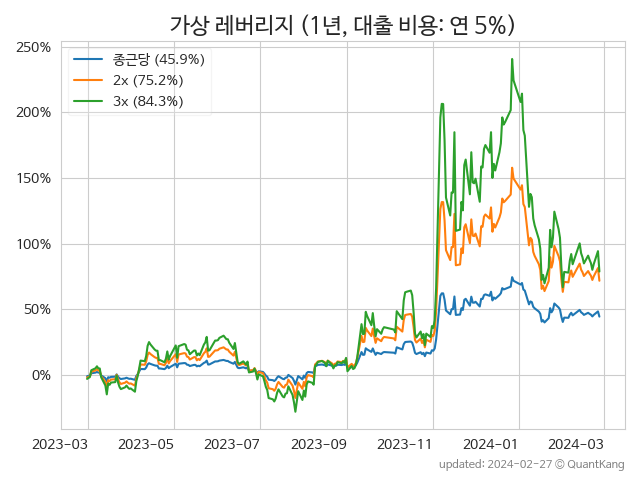 가상 레버리지 (1년, 대출 비용: 연 5%)
250%
200%
150%
100%
50%
0%
종근당 (45.9%)
2x (75.2%)
3x (84.3%)
2023-03 2023-05 2023-07 2023-09 2023-11 2024-01 2024-03
updated: 2024-02-27 © QuantKang